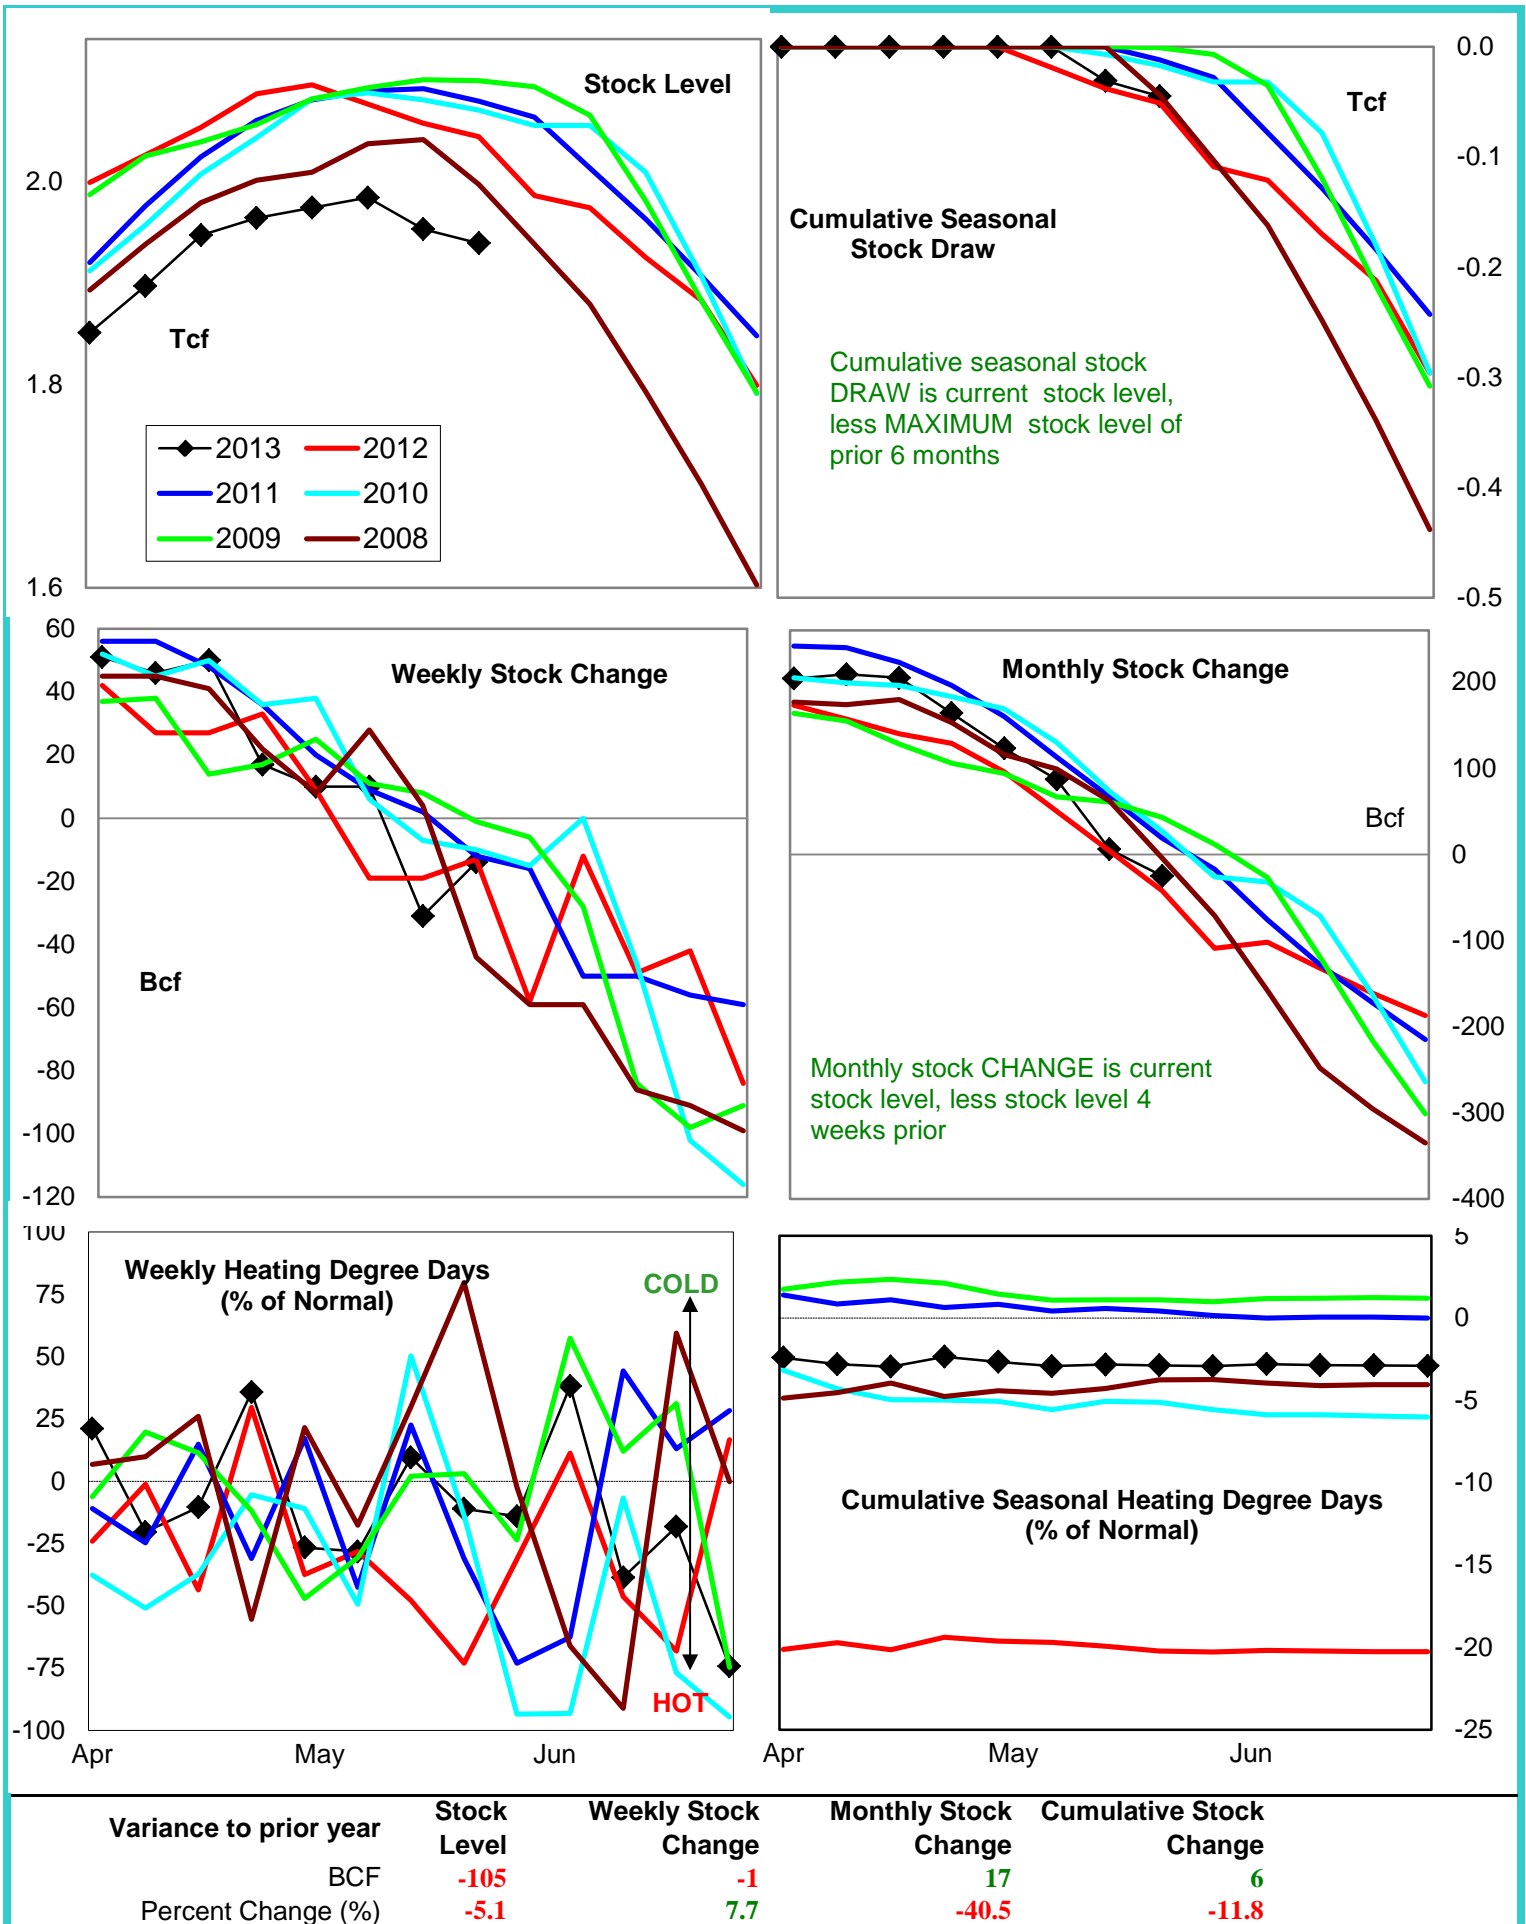 Stock Level
Tcf
2.0
1.8
1.6
2013
2012
2011
2010
2009
2008
Tcf
Cumulative Seasonal
Stock Draw
Cumulative seasonal stock
DRAW is current stock level,
less MAXIMUM stock level of
prior 6 months
0.0
-0.1
-0.2
-0.3
-0.4
-0.5
Weekly Stock Change
Bcf
60
40
20
0
-20
-40
-60
-80
-100
-120
Monthly Stock Change
Bcf
Monthly stock CHANGE is current
stock level, less stock level 4
weeks prior
200
100
0
-100
-200
-300
-400
Weekly Heating Degree Days
(% of Normal)
COLD
HOT
100
75
50
25
0
-25
-50
-75
-100
Apr May Jun
Cumulative Seasonal Heating Degree Days
(% of Normal)
5
0
-5
-10
-15
-20
-25
Apr May Jun
Variance to prior year
Stock
Level
Weekly Stock
Change
Monthly Stock
Change
Cumulative Stock
Change
BCF -105 -1 17 6
Percent Change (%) -5.1 7.7 -40.5 -11.8